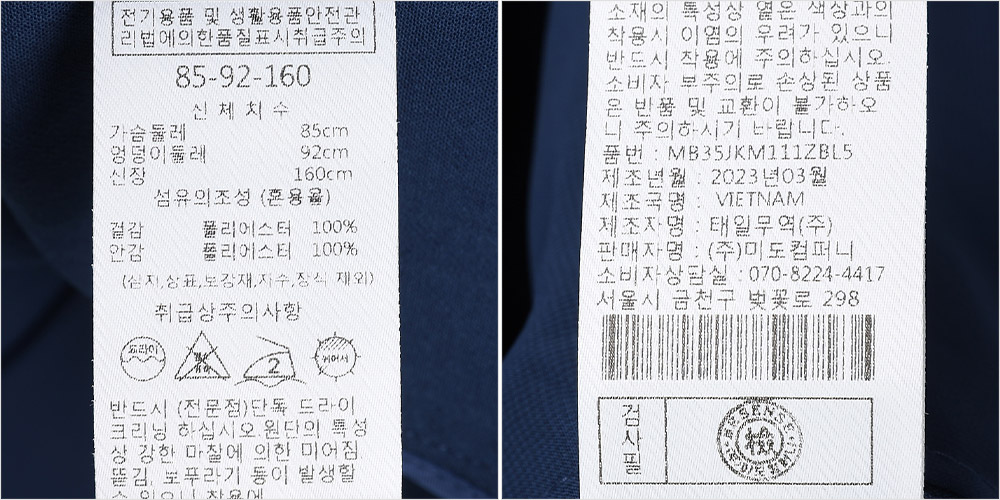 전기용품 및 생활용품안전관
리법에의한품질표시취급주의
85-92-160
신 체 치 수
가슴둘레 85cm
엉덩이둘레 92cm
신장 160cm
섬유의조성 (혼용율)
겉감 폴리에스터 100%
안감 폴리에스터 100%
(심지,상표,보강재,자수,장식 제외)
취급상주의사항
드라이
2
뉘어서
반드시 (전문점)단독 드라이
크리닝 하십시오.원단의 특성
상 강한 마찰에 의한 미어짐
뜯김, 보푸라기 등이 발생할
수 있으니 착용에
소재의 특성상 옅은 색상과의
착용시 이염의 우려가 있으니
반드시 착용에 주의하십시오.
소비자 부주의로 손상된 상품
은 반품 및 교환이 불가하오
니 주의하시기 바랍니다.
품번 : MB35JKM111ZBL5
제조년월 : 2023년03월
제조국명 : VIETNAM
제조자명 : 태일무역(주)
판매자명 : (주)미도컴퍼니
소비자상담실 : 070-8224-4417
서울시 금천구 벚꽃로 298
검사필